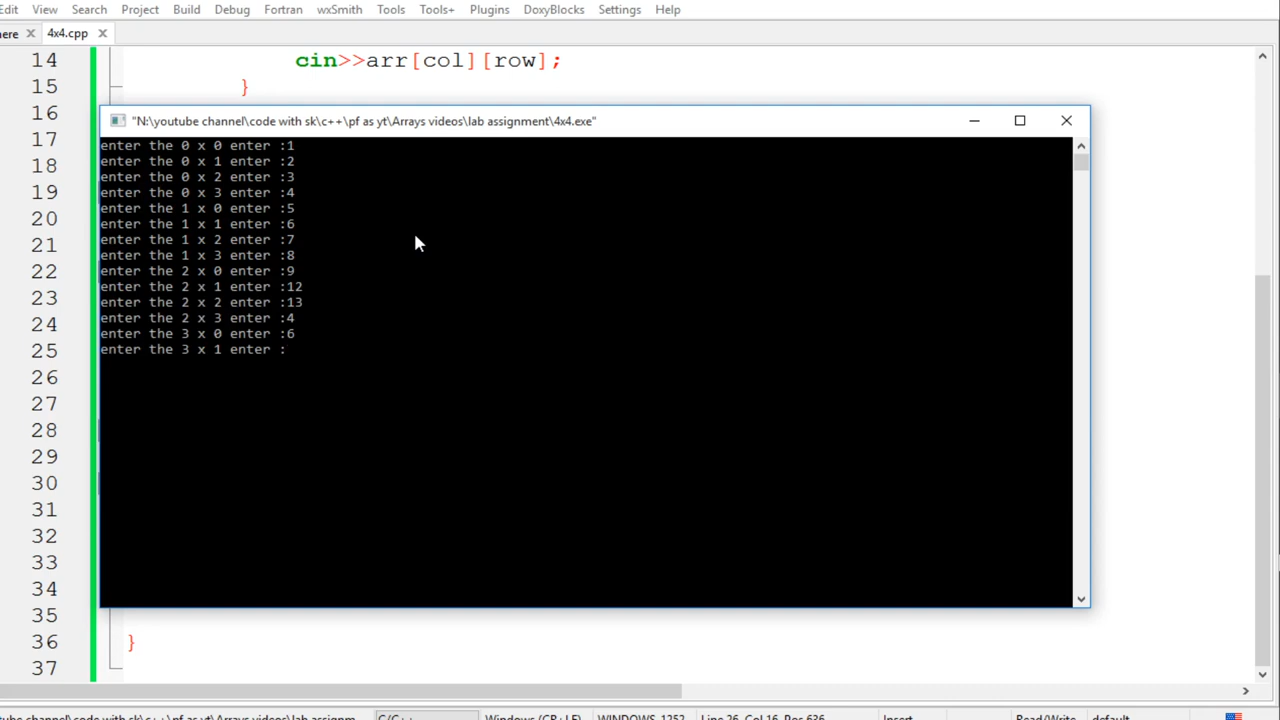 Edit View Search Project Build Debug Fortran wxSmith Tools Tools+ Plugins DoxyBlocks Settings Help
4x4.cpp
14 cin>>arr[col][row];
15 }
16
"N:\youtube channel\code with sk\c++\pf as yt\Arrays videos\lab assignment\4x4.exe"
enter the 0 x 0 enter :1
enter the 0 x 1 enter :2
17
enter the 0 x 2 enter :3
18
enter the 0 x 3 enter :4
19
enter the 1 x 0 enter :5
20
enter the 1 x 1 enter :6
enter the 1 x 2 enter :7
21
enter the 1 x 3 enter :8
22
enter the 2 x 0 enter :9
enter the 2 x 1 enter :12
23
enter the 2 x 2 enter :13
24
enter the 2 x 3 enter :4
enter the 3 x 0 enter :6
25
enter the 3 x 1 enter :
26
27
28
29
30
31
32
33
34
35
36 }
37
C/C++ Windows (CR+LF) WINDOWS-1252 Line 26, Col 16, Pos 636 Insert Read/Write default